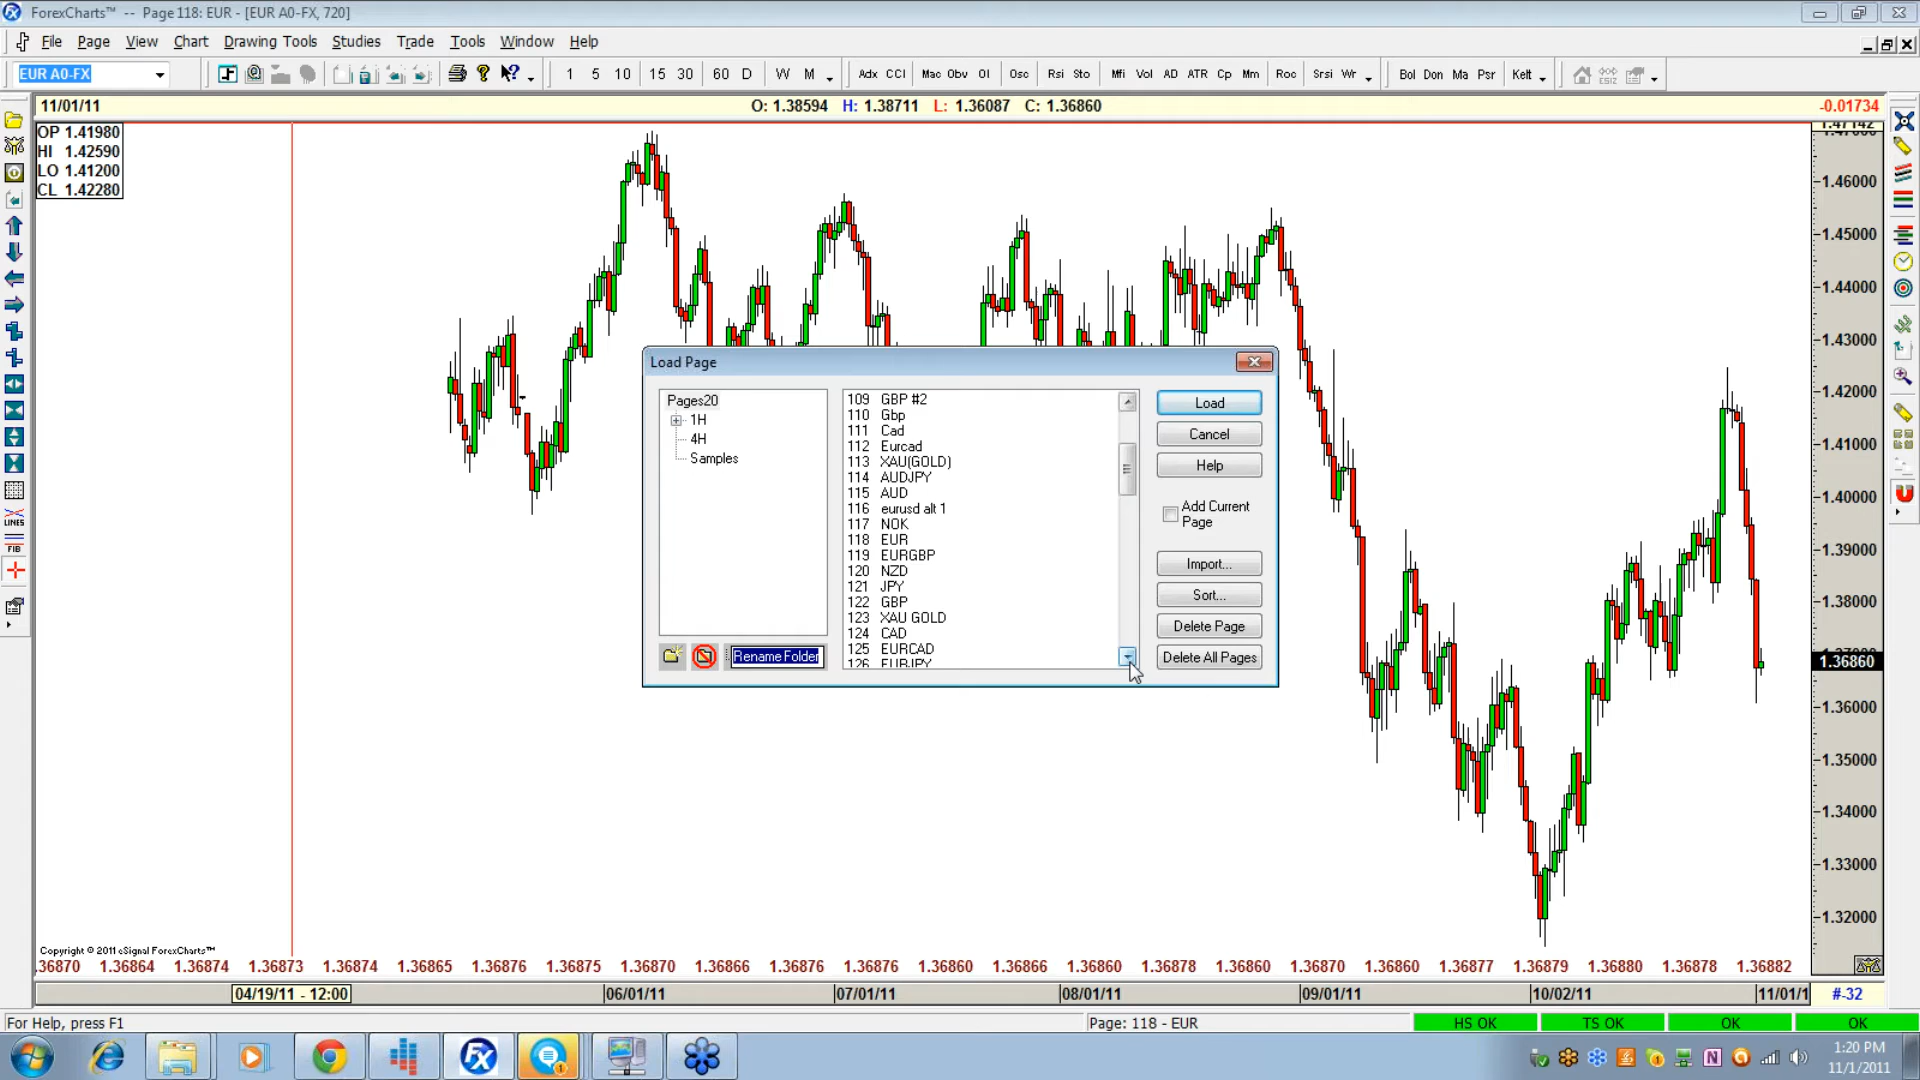 ForexCharts™ -- Page 118: EUR - [EUR A0-FX, 720]
File Page View Chart Drawing Tools Studies Trade Tools Window Help
EUR A0-FX 1 5 10 15 30 60 D W M Adx CCI Mac Obv OI Osc Rsi Sto Mfi Vol AD ATR Cp Mm Roc Srsi Wr Bol Don Ma Psr Kelt
11/01/11 O: 1.38594 H: 1.38711 L: 1.36087 C: 1.36860 -0.01734
OP 1.41980
HI 1.42590
LO 1.41200
CL 1.42280
1.47142
1.46000
1.45000
1.44000
1.43000
1.42000
1.41000
1.40000
1.39000
1.38000
1.36860
1.36000
1.35000
1.34000
1.33000
1.32000
LINES
FIB
Load Page
Pages20
1H
4H
Samples
Rename Folder
109 GBP #2
110 Gbp
111 Cad
112 Eurcad
113 XAU(GOLD)
114 AUDJPY
115 AUD
116 eurusd alt 1
117 NOK
118 EUR
119 EURGBP
120 NZD
121 JPY
122 GBP
123 XAU GOLD
124 CAD
125 EURCAD
126 EURJPY
Load
Cancel
Help
Add Current
Page
Import...
Sort...
Delete Page
Delete All Pages
Copyright © 2011 eSignal ForexCharts™
.36870 1.36864 1.36874 1.36873 1.36874 1.36865 1.36876 1.36875 1.36870 1.36866 1.36876 1.36876 1.36860 1.36866 1.36860 1.36878 1.36860 1.36870 1.36860 1.36877 1.36879 1.36880 1.36878 1.36882
04/19/11 - 12:00 06/01/11 07/01/11 08/01/11 09/01/11 10/02/11 11/01/1 #-32
For Help, press F1 Page: 118 - EUR HS OK TS OK OK OK
1:20 PM
11/1/2011